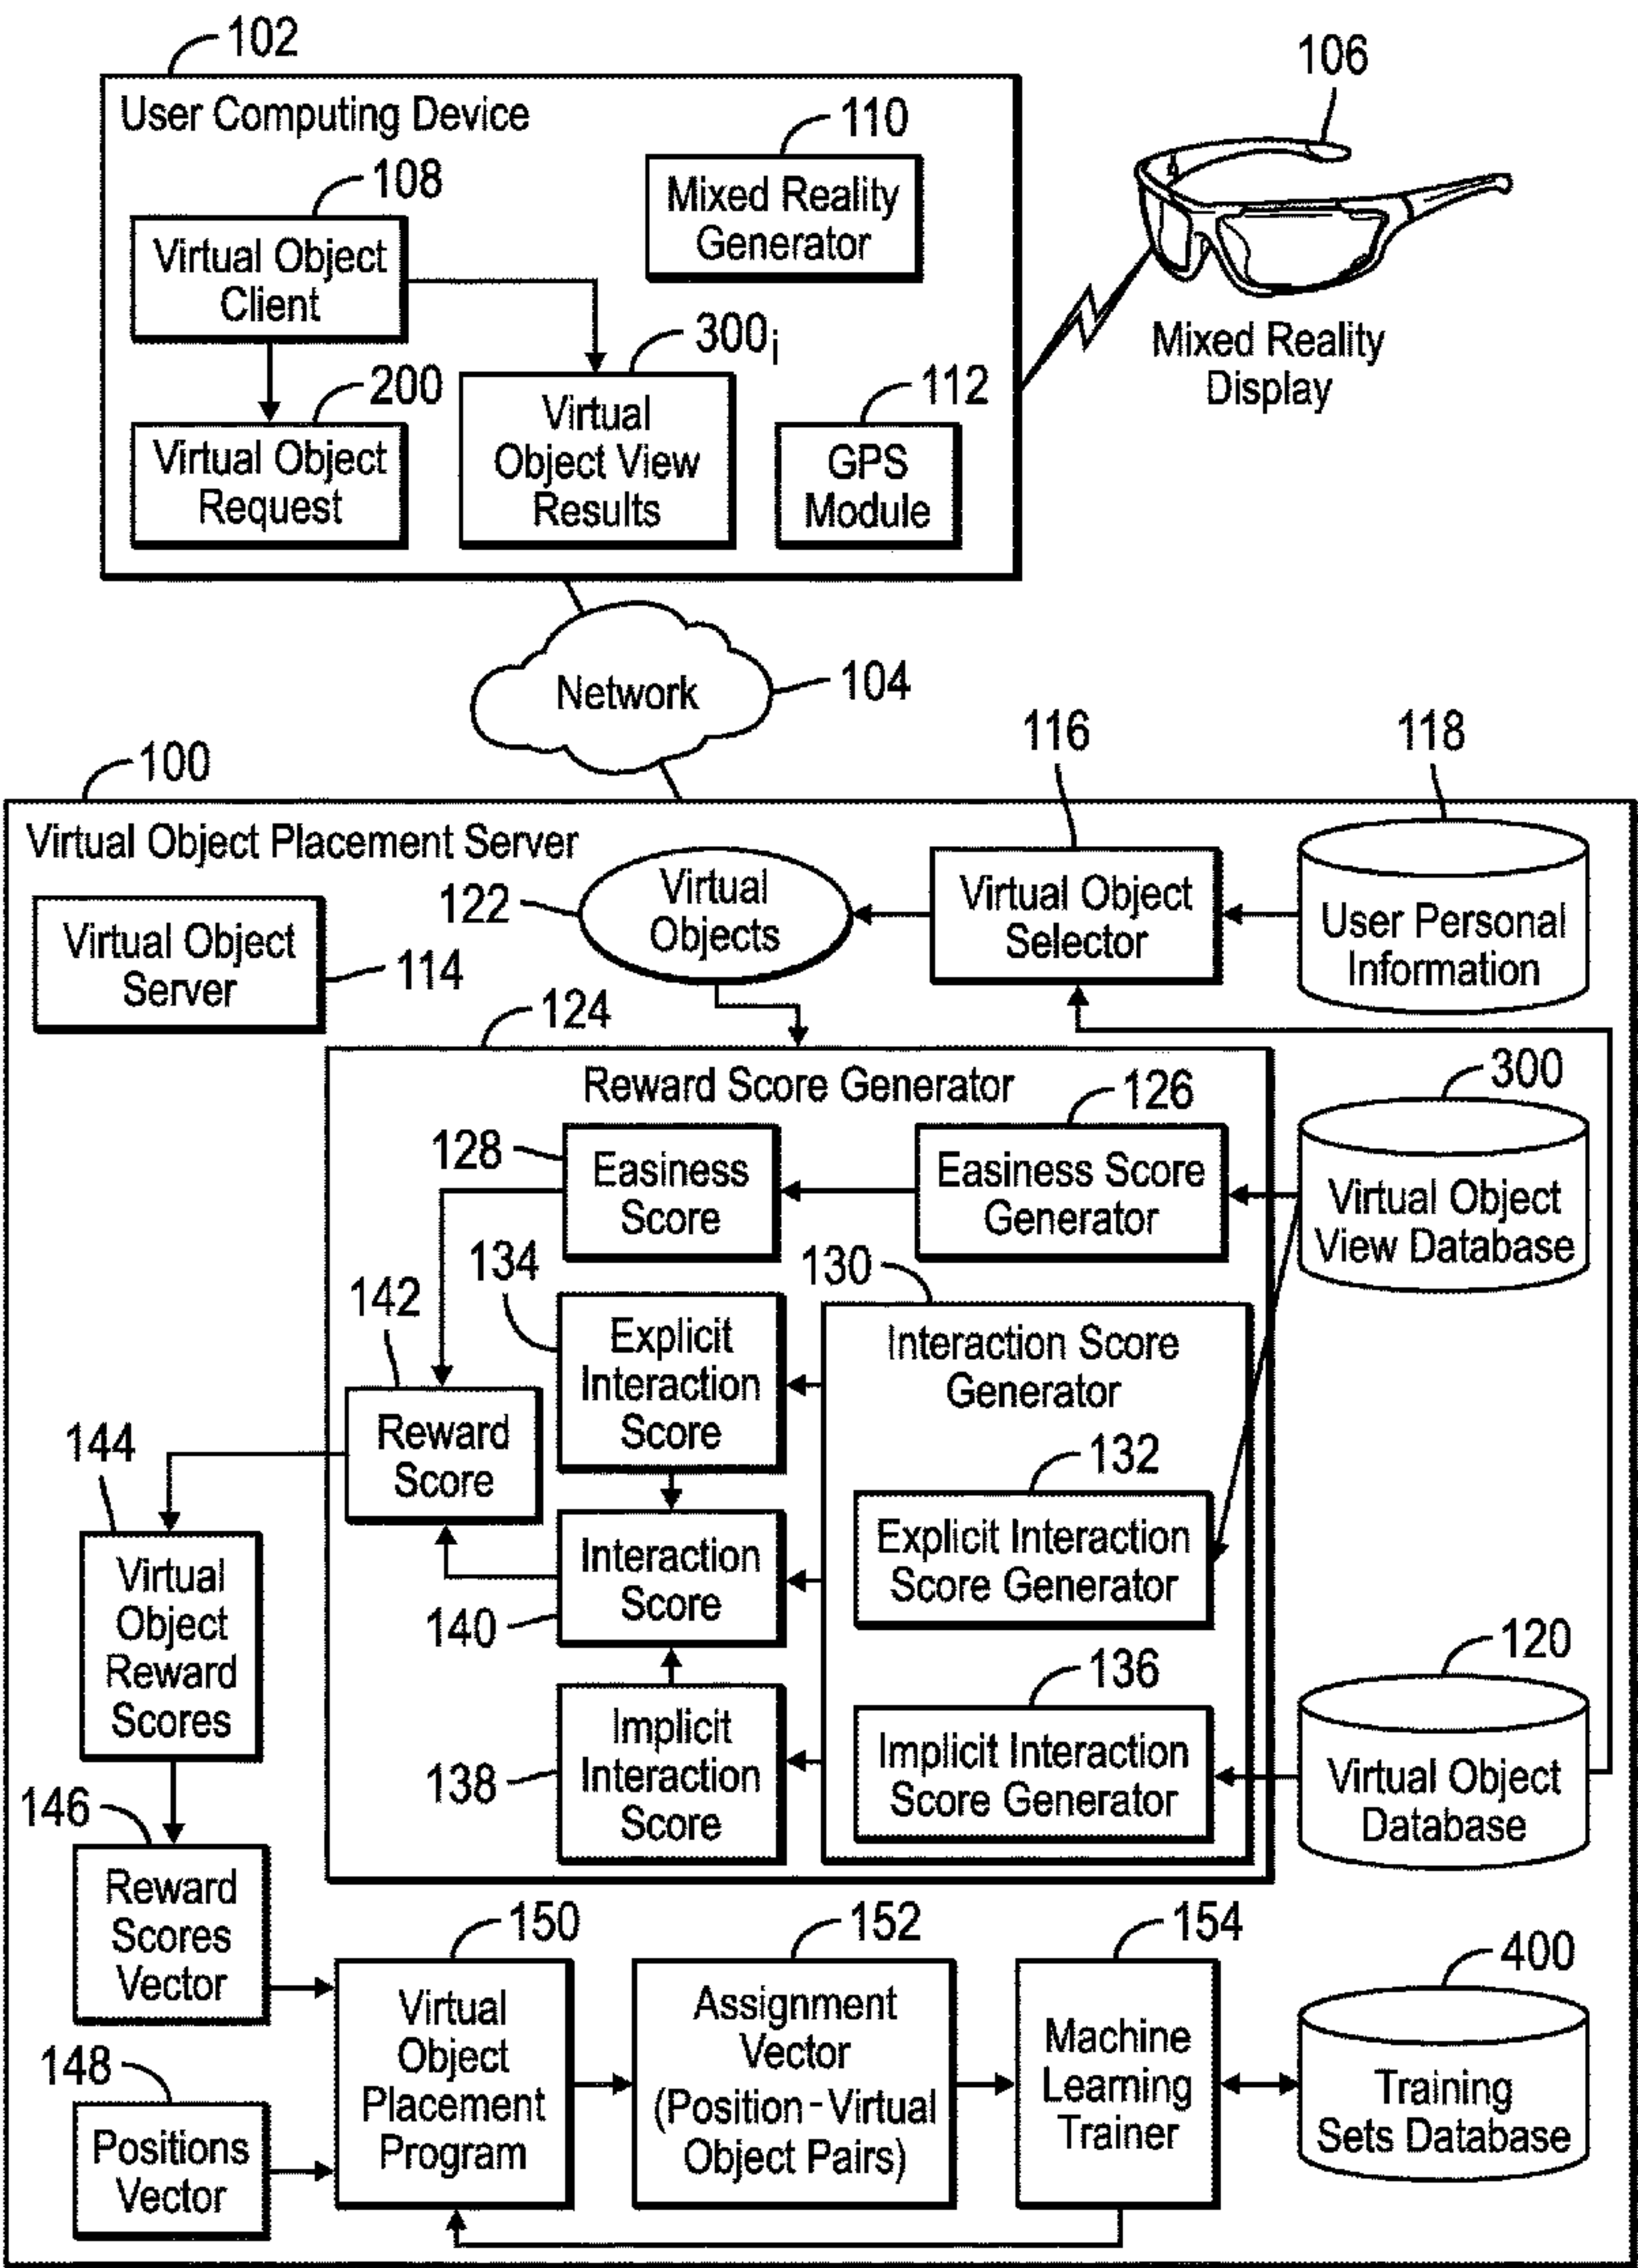 102
106
User Computing Device
110
108
Mixed Reality
Generator
Virtual Object
Client
300i
Mixed Reality
Display
200
112
Virtual Object
Request
Virtual
Object View
Results
GPS
Module
Network
104
116
118
100
Virtual Object Placement Server
122
Virtual
Objects
Virtual Object
Selector
User Personal
Information
Virtual Object
Server
114
124
300
Reward Score Generator
126
128
Easiness
Score
Easiness Score
Generator
Virtual Object
View Database
134
130
142
Explicit
Interaction
Score
Interaction Score
Generator
Reward
Score
144
132
Virtual
Object
Reward
Scores
Interaction
Score
140
Explicit Interaction
Score Generator
120
136
138
Implicit
Interaction
Score
Implicit Interaction
Score Generator
Virtual Object
Database
146
Reward
Scores
Vector
150
152
154
400
Virtual
Object
Placement
Program
Assignment
Vector
(Position-Virtual
Object Pairs)
Machine
Learning
Trainer
Training
Sets Database
148
Positions
Vector